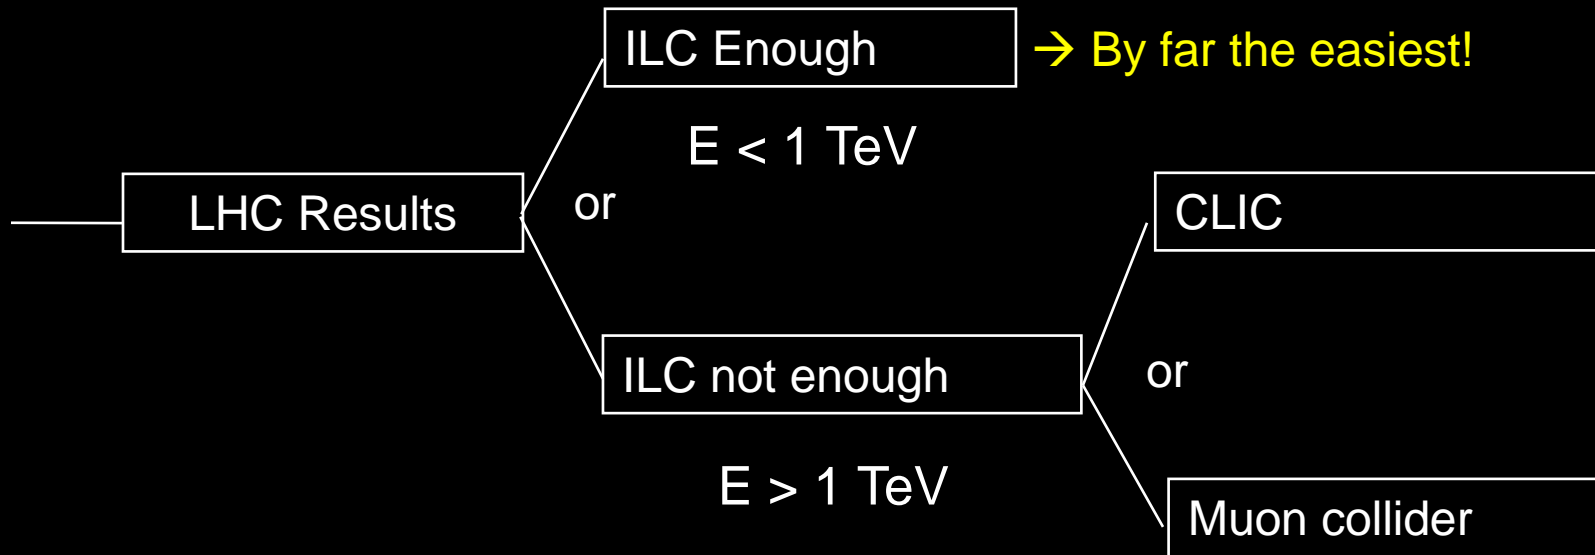 ILC Enough
→ By far the easiest!
E < 1 TeV
LHC Results
or
CLIC
ILC not enough
or
E > 1 TeV
Muon collider